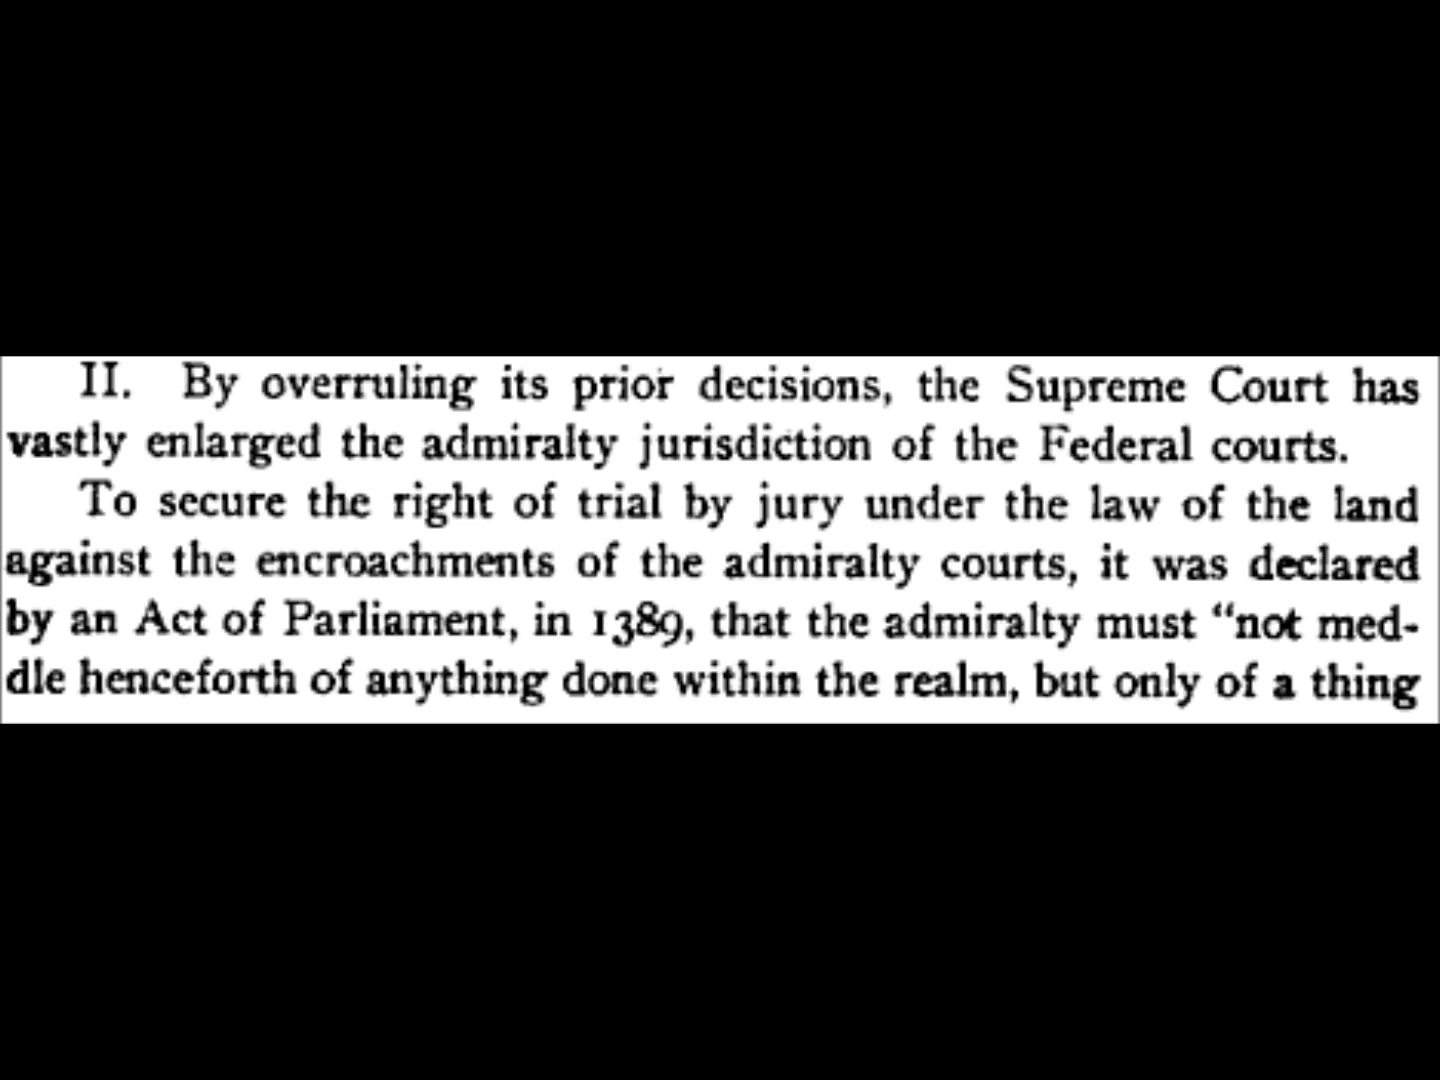 II. By overruling its prior decisions, the Supreme Court has
vastly enlarged the admiralty jurisdiction of the Federal courts.
To secure the right of trial by jury under the law of the land
against the encroachments of the admiralty courts, it was declared
by an Act of Parliament, in 1389, that the admiralty must “not med-
dle henceforth of anything done within the realm, but only of a thing